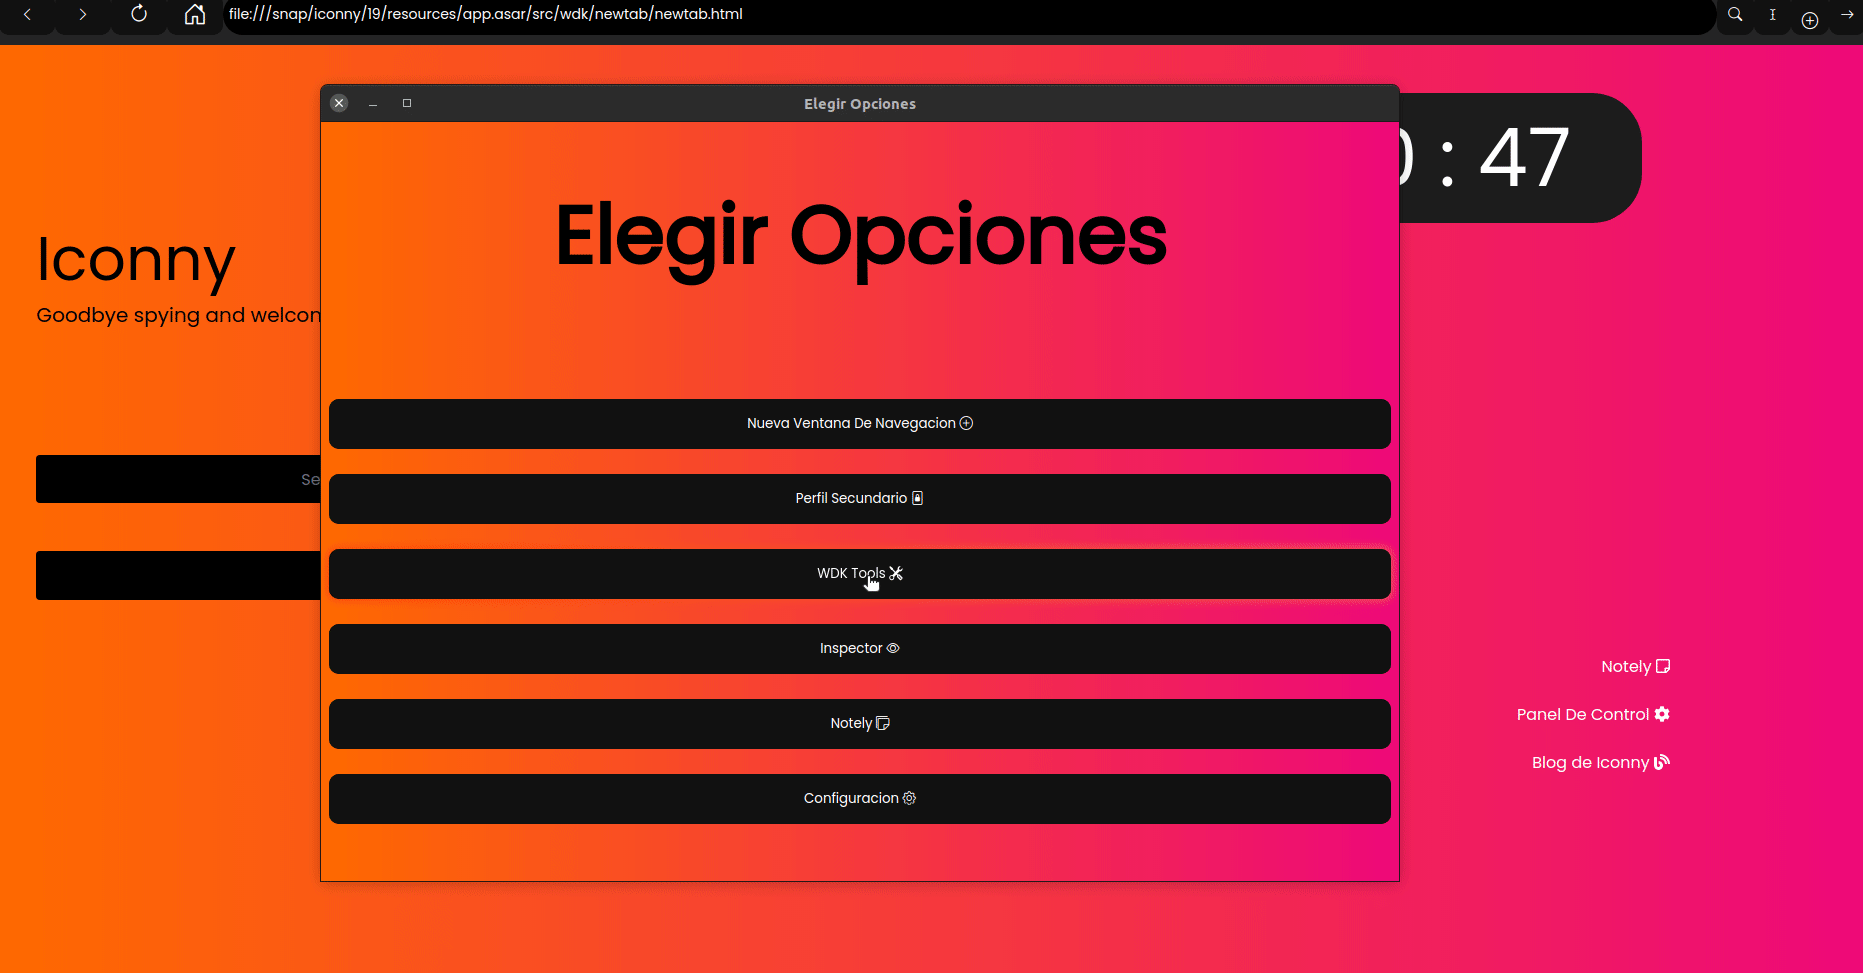 file:///snap/iconny/19/resources/app.asar/src/wdk/newtab/newtab.html
Elegir Opciones
: 47
Elegir Opciones
Iconny
Goodbye spying and
Nueva Ventana De Navegacion
Perfil Secundario
WDK Tools
Inspector
Notely
Configuracion
Notely
Panel De Control
Blog de Iconny